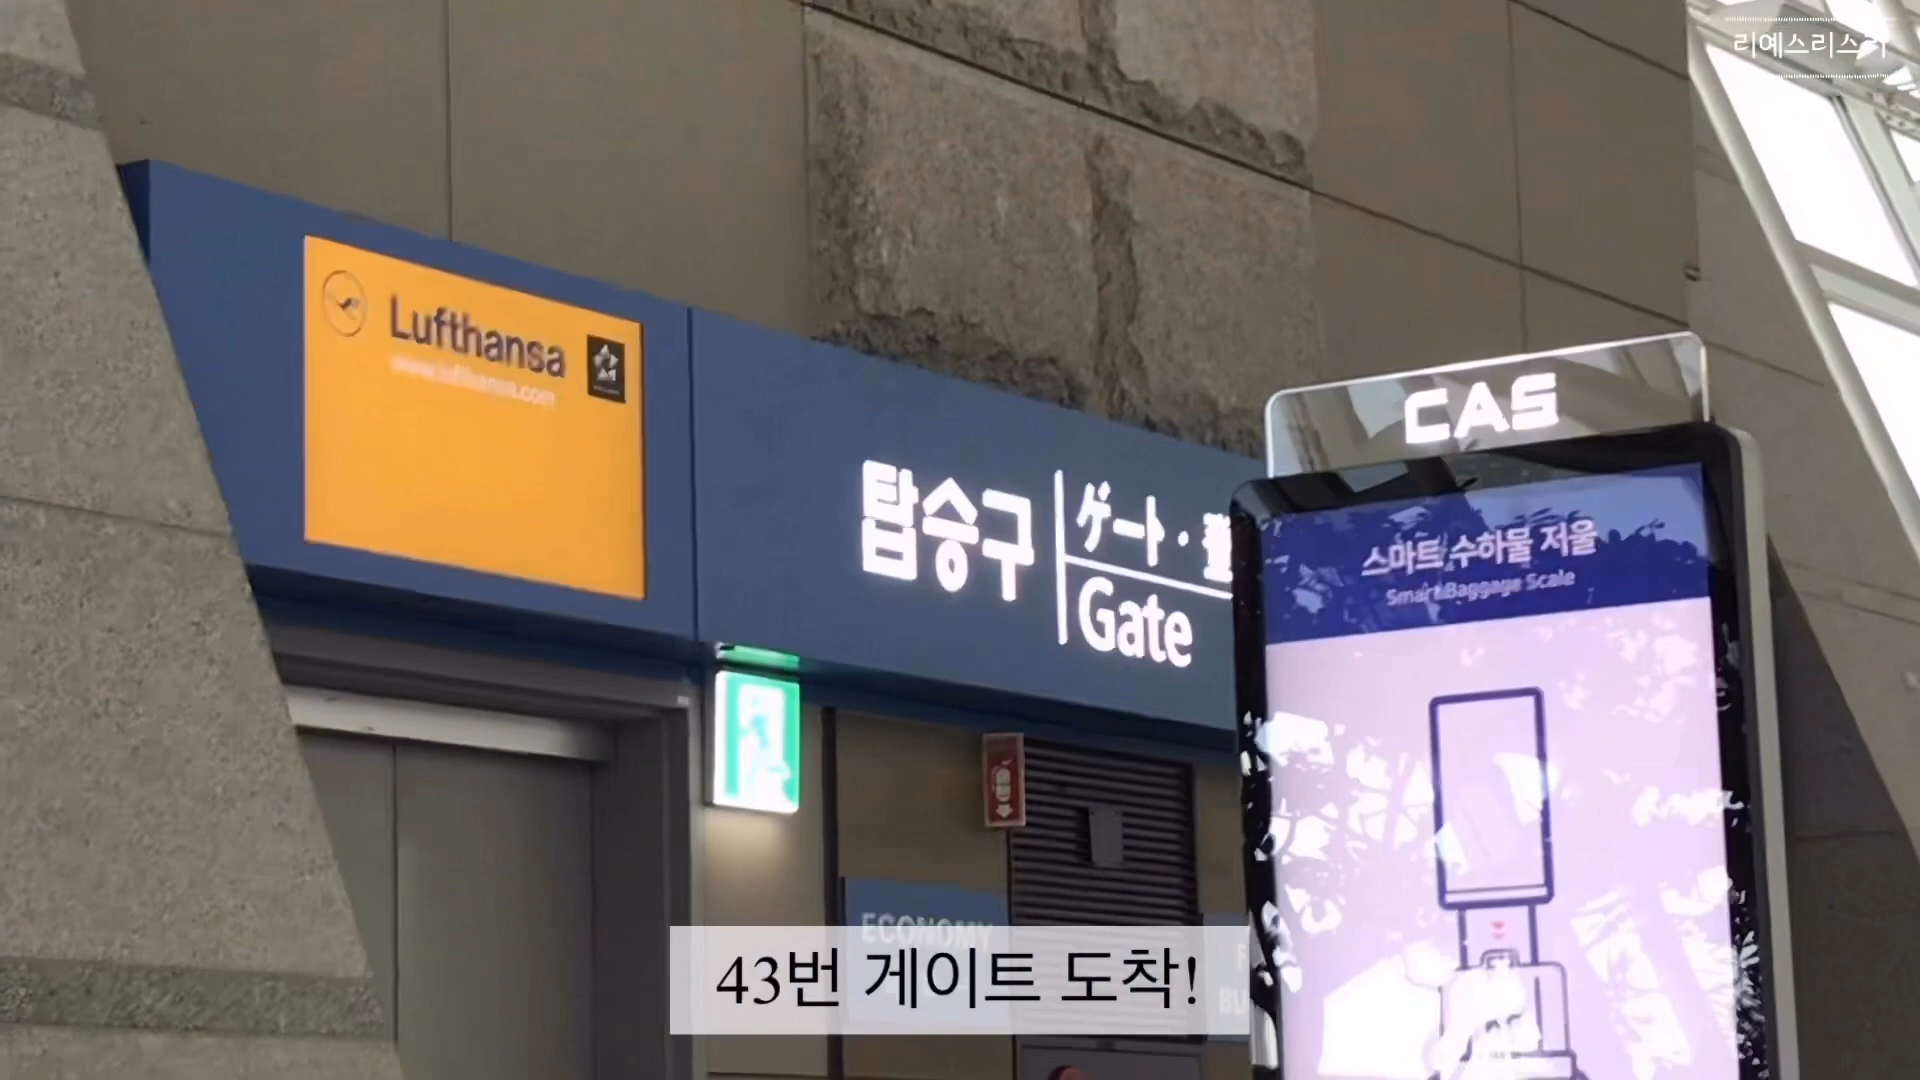 리예스리스키
Lufthansa
www.lufthansa.com
탑승구
ゲート・登
Gate
CAS
스마트 수하물 저울
Smart Baggage Scale
ECONOMY
43번 게이트 도착!
BU